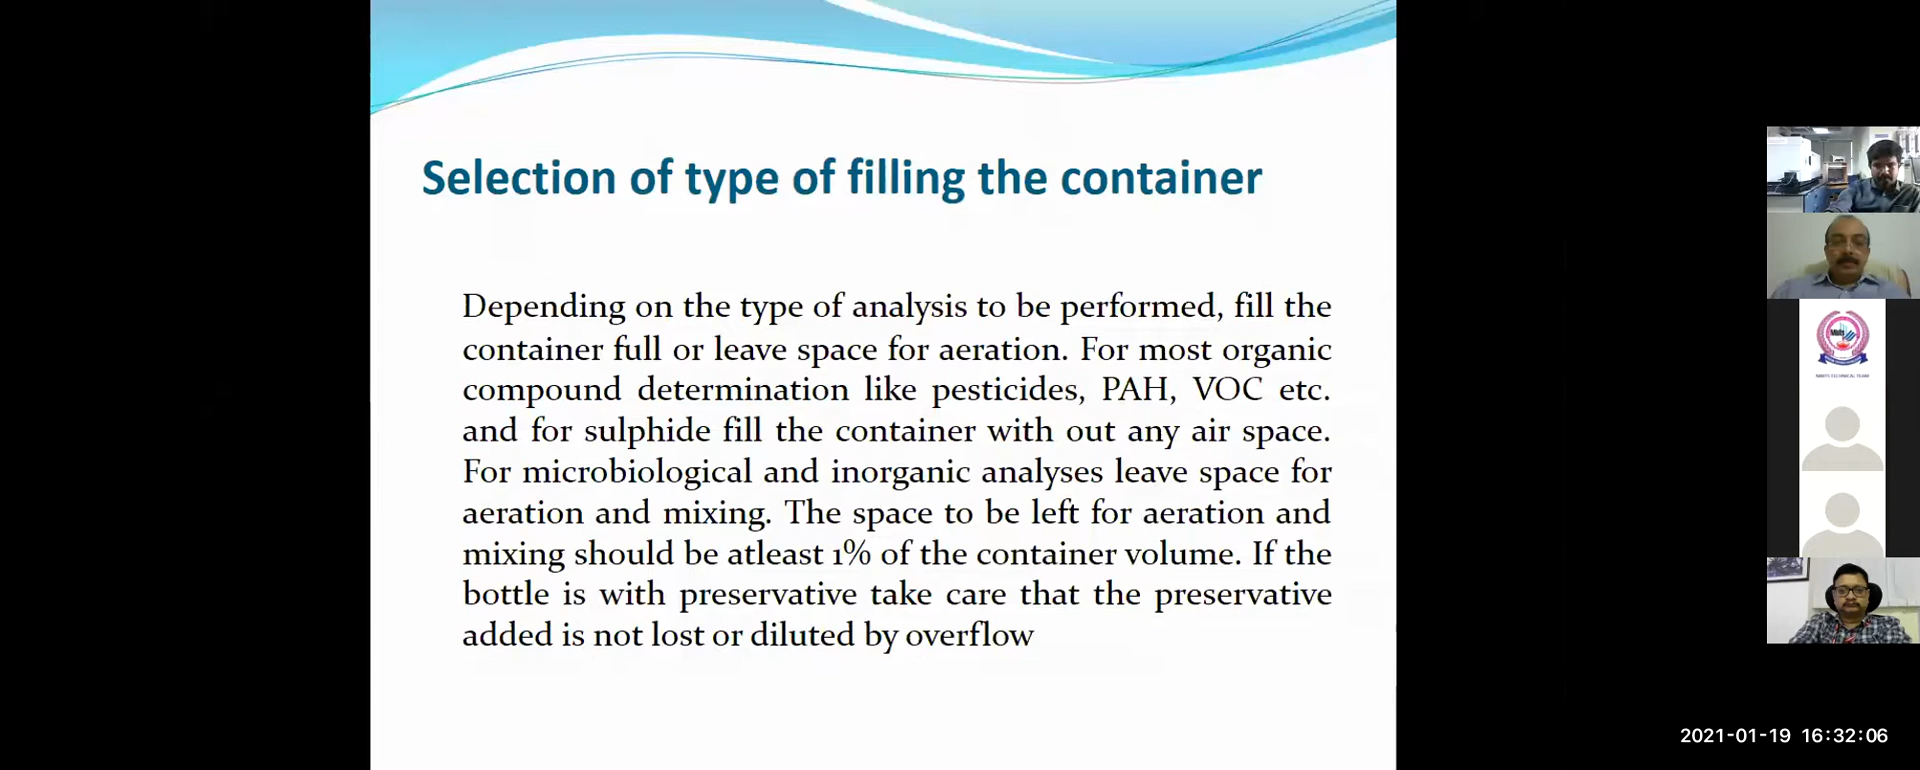 Selection of type of filling the container
Depending on the type of analysis to be performed, fill the
container full or leave space for aeration. For most organic
compound determination like pesticides, PAH, VOC etc.
and for sulphide fill the container with out any air space.
For microbiological and inorganic analyses leave space for
aeration and mixing. The space to be left for aeration and
mixing should be atleast 1% of the container volume. If the
bottle is with preservative take care that the preservative
added is not lost or diluted by overflow
2021-01-19 16:32:06